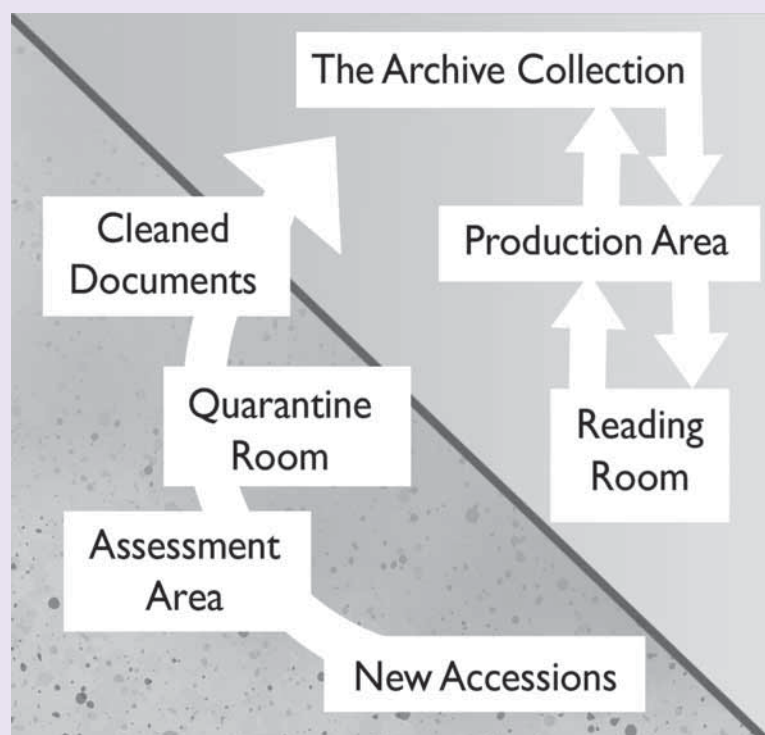 The Archive Collection
Cleaned
Documents
Production Area
Quarantine
Room
Reading
Room
Assessment
Area
New Accessions